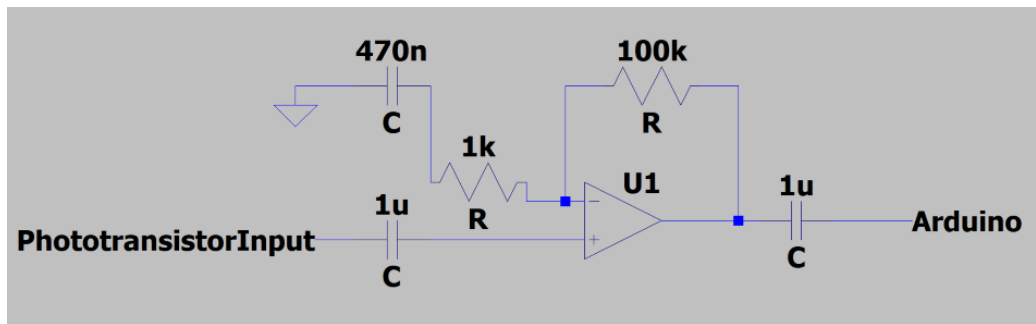 470n
C
100k
R
1k
R
U1
1u
C
PhototransistorInput
1u
C
Arduino
−
+